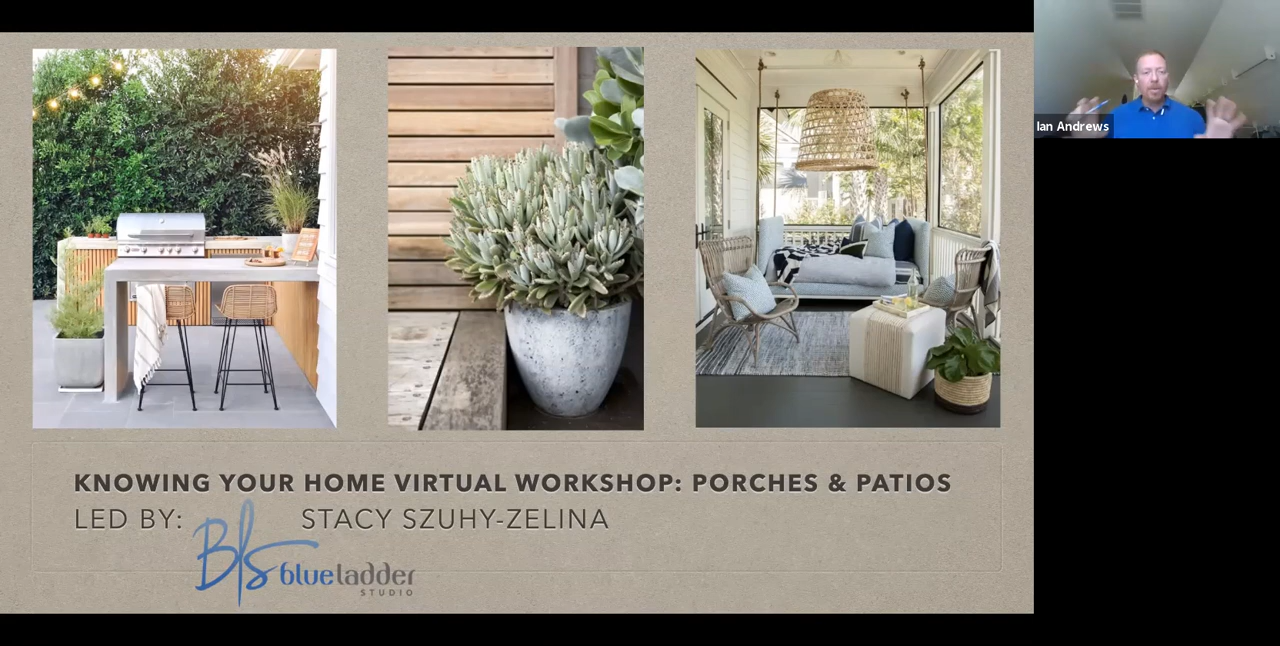 KNOWING YOUR HOME VIRTUAL WORKSHOP: PORCHES & PATIOS
LED BY: STACY SZUHY-ZELINA
Bls blueladder
STUDIO
Ian Andrews